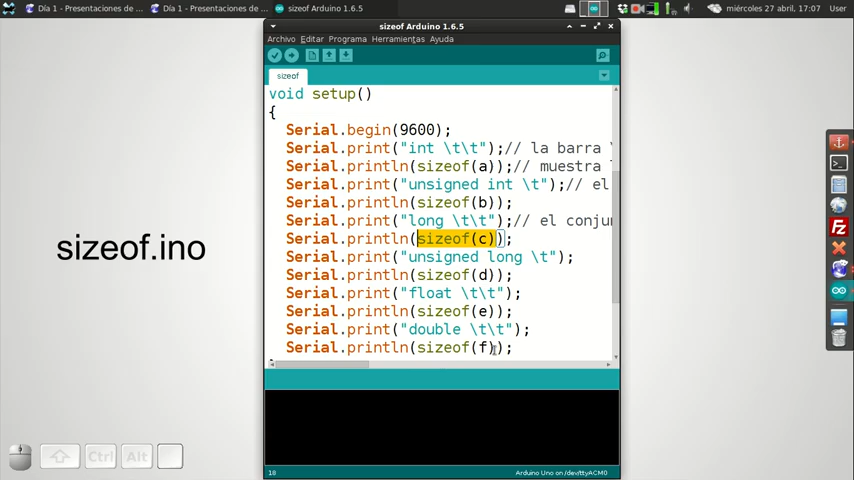 Día 1 - Presentaciones de ... Día 1 - Presentaciones de ... sizeof Arduino 1.6.5 miércoles 27 abril, 17:07 User
sizeof Arduino 1.6.5
Archivo Editar Programa Herramientas Ayuda
sizeof
void setup()
{
Serial.begin(9600);
Serial.print("int \t\t");// la barra \
Serial.println(sizeof(a));// muestra
Serial.print("unsigned int \t");// el
Serial.println(sizeof(b));
Serial.print("long \t\t");// el conju
Serial.println(sizeof(c));
Serial.print("unsigned long \t");
Serial.println(sizeof(d));
Serial.print("float \t\t");
Serial.println(sizeof(e));
Serial.print("double \t\t");
Serial.println(sizeof(f));
sizeof.ino
18 Arduino Uno on /dev/ttyACM0
Ctrl Alt
FZ